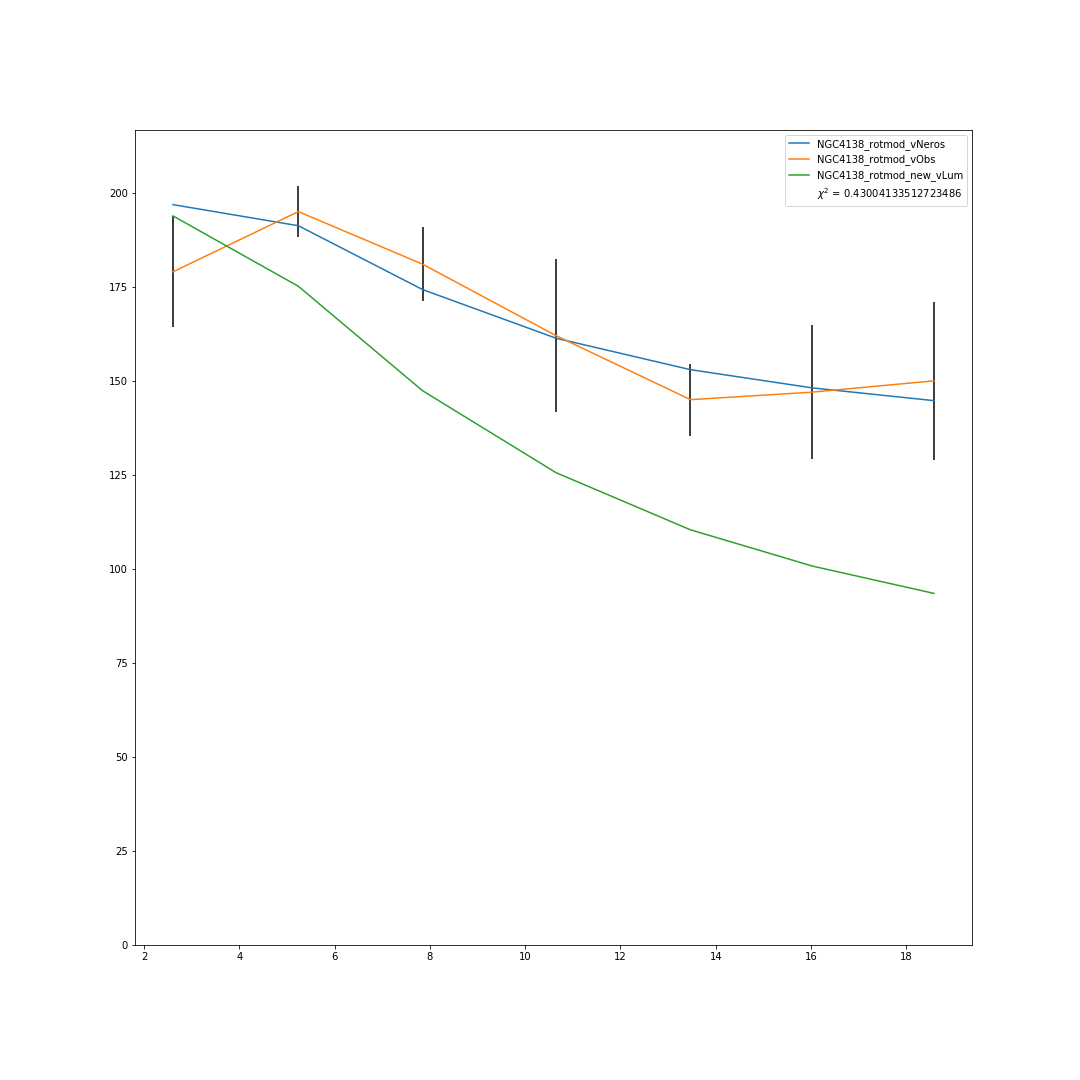 NGC4138_rotmod_vNeros
NGC4138_rotmod_vObs
NGC4138_rotmod_new_vLum
χ² = 0.43004133512723486
200
175
150
125
100
75
50
25
0
2 4 6 8 10 12 14 16 18